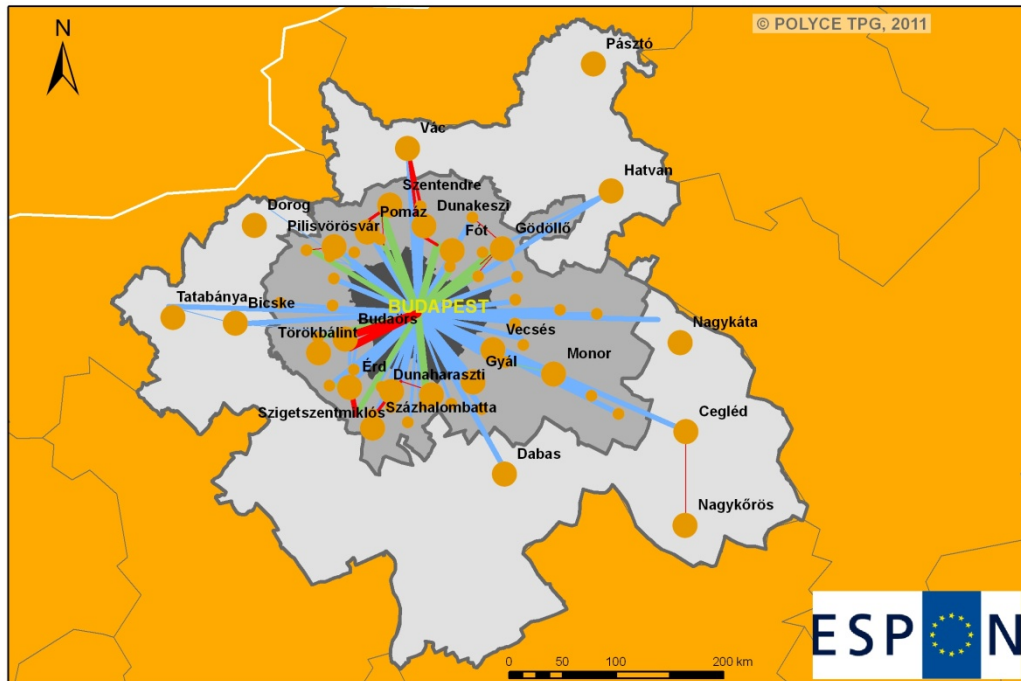 © POLYCE TPG, 2011
N
Pásztó
Vác
Hatvan
Szentendre
Dunakeszi
Dorog
Pomáz
Pilisvörösvár
Fót
Gödöllő
Tatabánya
Bicske
BUDAPEST
Budaörs
Nagykáta
Törökbálint
Vecsés
Gyál
Monor
Érd
Dunaharaszti
Szigetszentmiklós
Százhalombatta
Cegléd
Dabas
Nagykőrös
0 50 100 200 km
ESPON